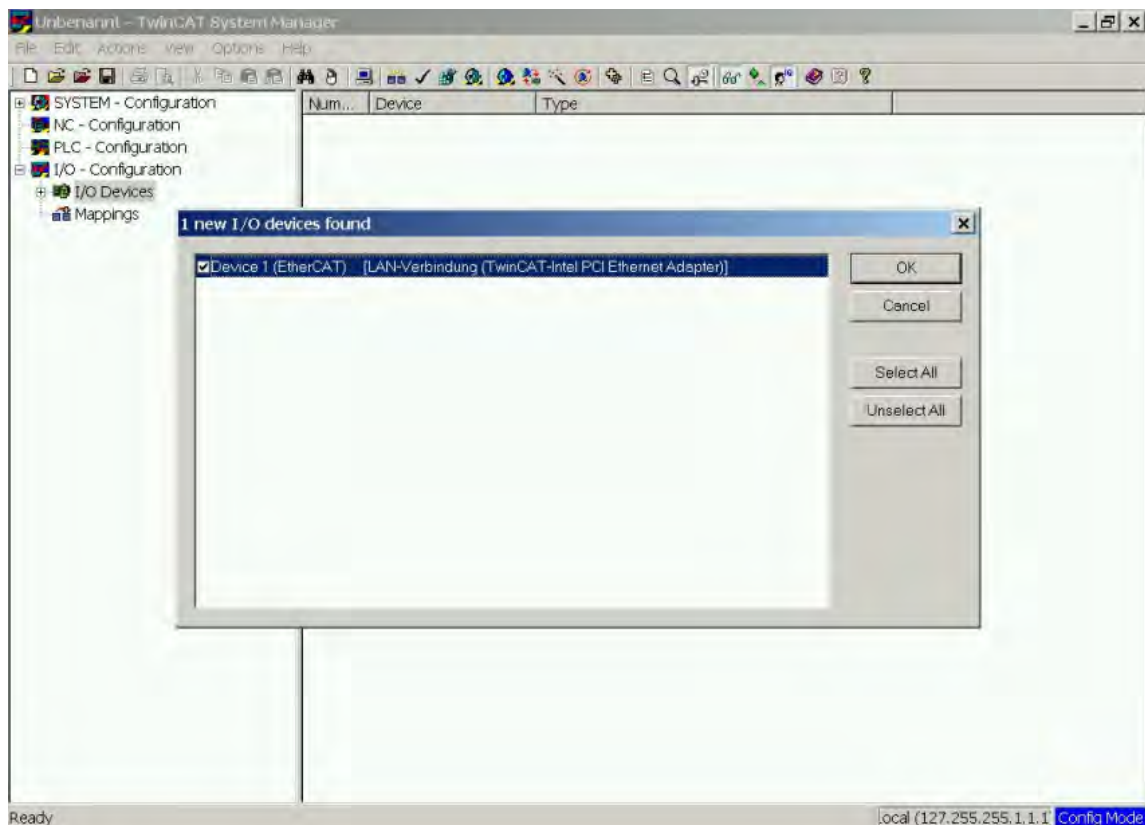 Unbenannt - TwinCAT System Manager
File Edit Actions View Options Help
SYSTEM - Configuration
NC - Configuration
PLC - Configuration
I/O - Configuration
I/O Devices
Mappings
Num... Device Type
1 new I/O devices found
Device 1 (EtherCAT) [LAN-Verbindung (TwinCAT-Intel PCI Ethernet Adapter)]
OK
Cancel
Select All
Unselect All
Ready
ocal (127.255.255.1.1.1 Config Mode